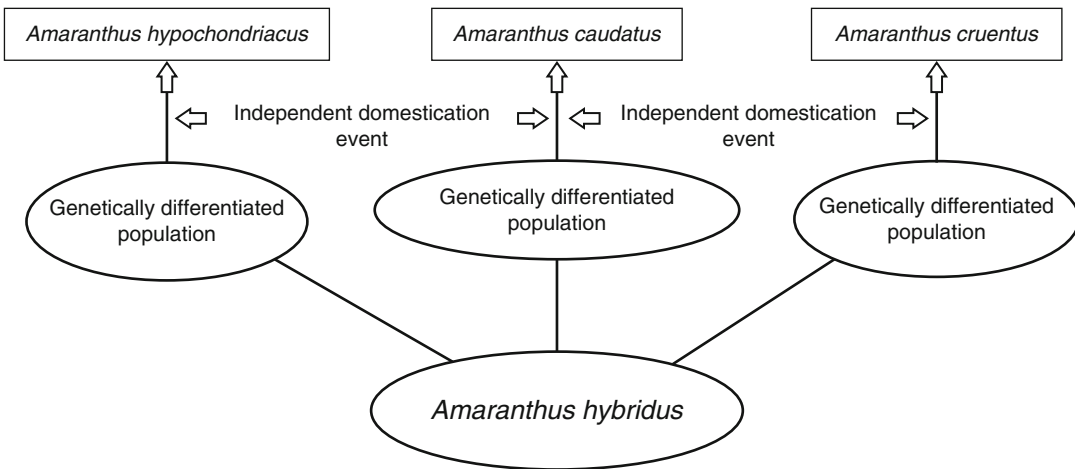 Amaranthus hypochondriacus
Amaranthus caudatus
Amaranthus cruentus
Independent domestication
event
Independent domestication
event
Genetically differentiated
population
Genetically differentiated
population
Genetically differentiated
population
Amaranthus hybridus